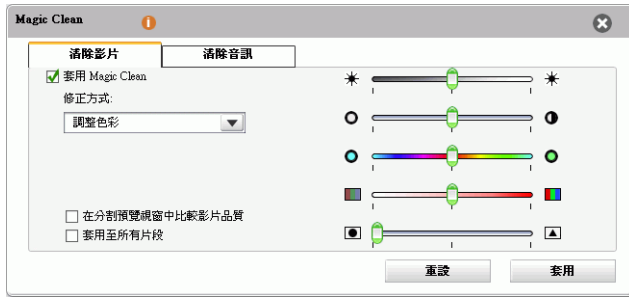 Magic Clean
清除影片
清除音訊
套用 Magic Clean
修正方式:
調整色彩
在分割預覽視窗中比較影片品質
套用至所有片段
重設
套用